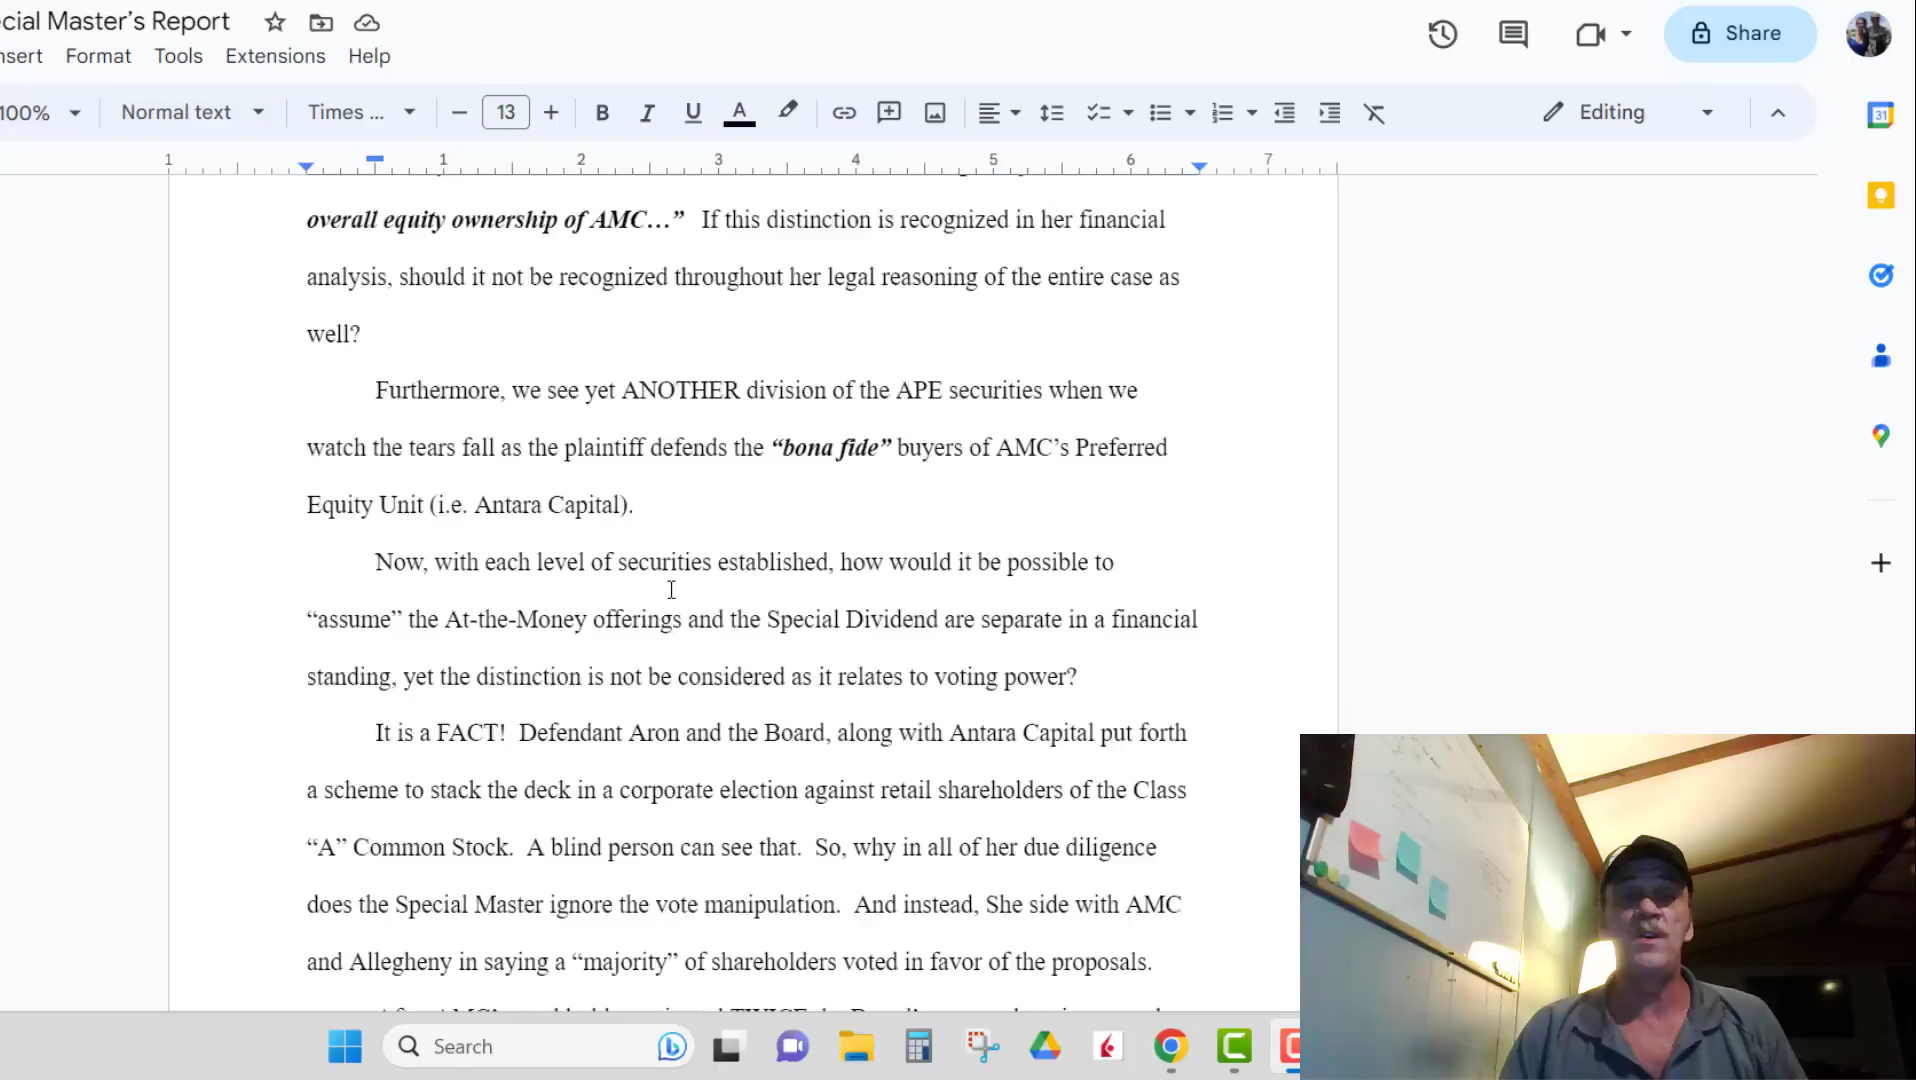 cial Master's Report
nsert Format Tools Extensions Help
Share
100% Normal text Times ... 13 Editing
31
1 1 2 3 4 5 6 7
overall equity ownership of AMC…” If this distinction is recognized in her financial
analysis, should it not be recognized throughout her legal reasoning of the entire case as
well?
Furthermore, we see yet ANOTHER division of the APE securities when we
watch the tears fall as the plaintiff defends the “bona fide” buyers of AMC’s Preferred
Equity Unit (i.e. Antara Capital).
Now, with each level of securities established, how would it be possible to
“assume” the At-the-Money offerings and the Special Dividend are separate in a financial
standing, yet the distinction is not be considered as it relates to voting power?
It is a FACT! Defendant Aron and the Board, along with Antara Capital put forth
a scheme to stack the deck in a corporate election against retail shareholders of the Class
“A” Common Stock. A blind person can see that. So, why in all of her due diligence
does the Special Master ignore the vote manipulation. And instead, She side with AMC
and Allegheny in saying a “majority” of shareholders voted in favor of the proposals.
Search